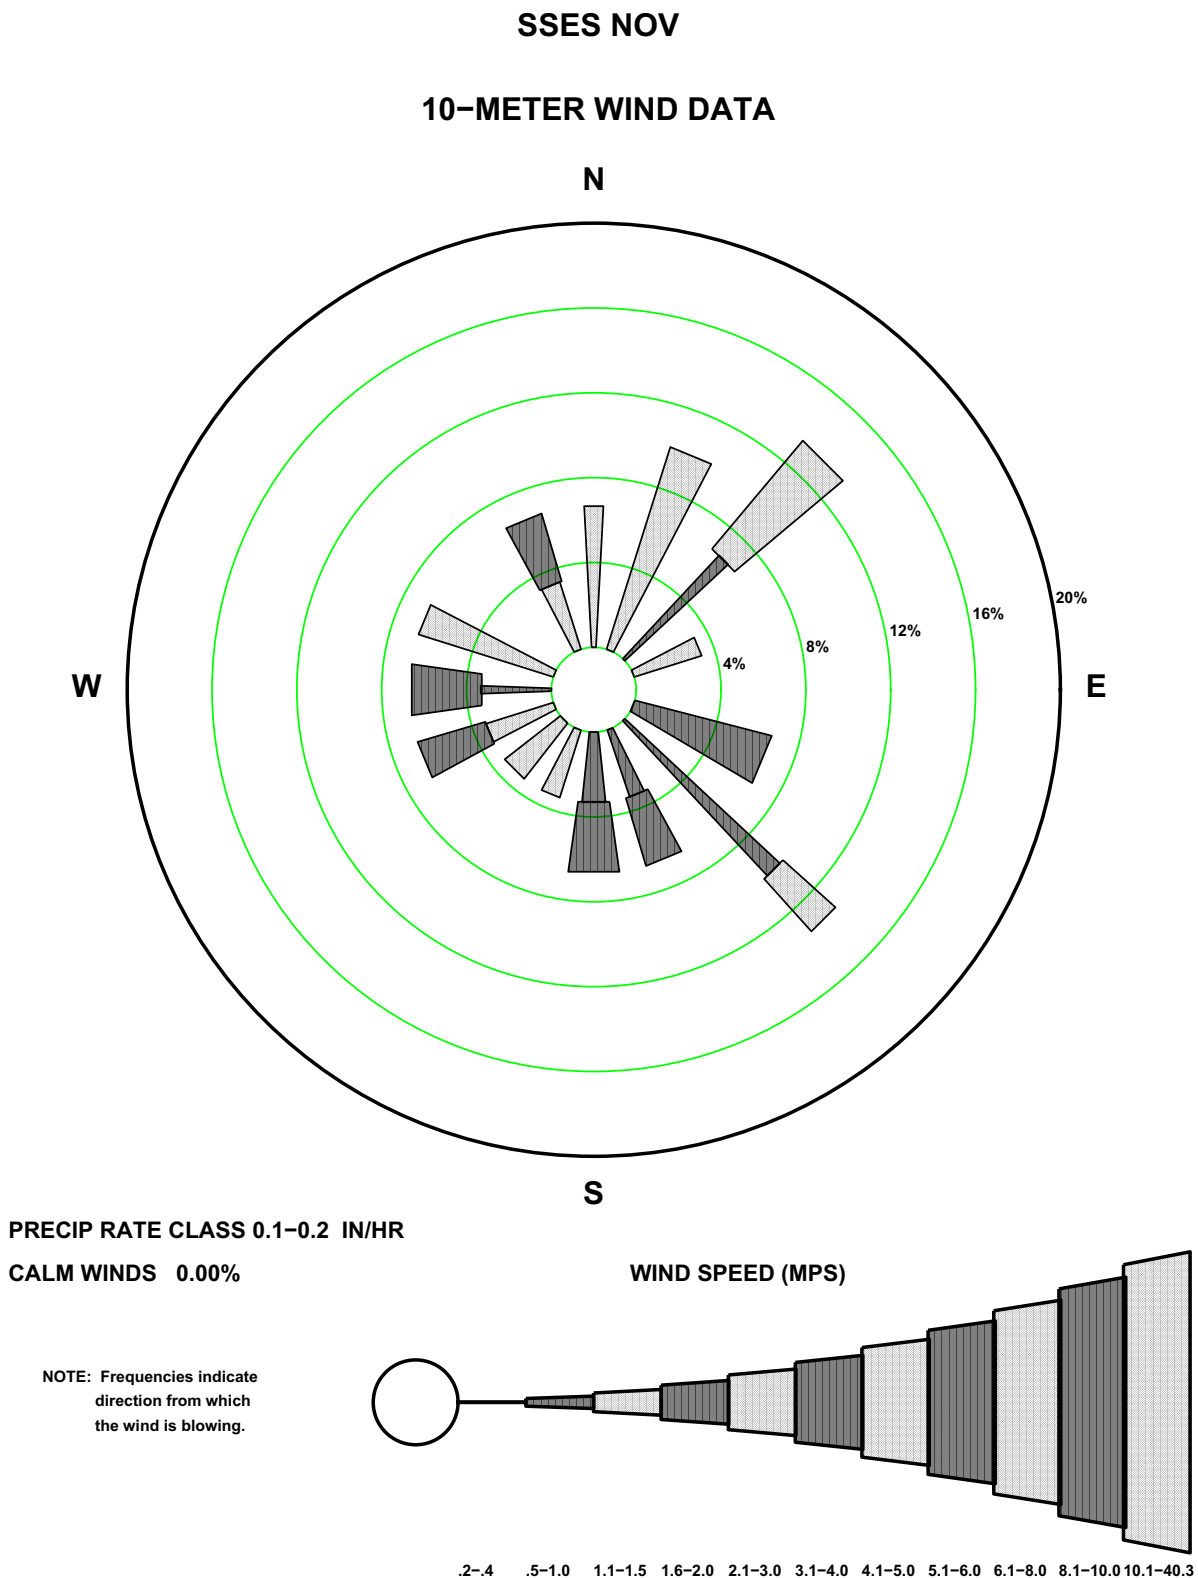 SSES NOV
10−METER WIND DATA
N
20%
16%
12%
8%
4%
W
E
S
PRECIP RATE CLASS 0.1−0.2 IN/HR
CALM WINDS 0.00%
WIND SPEED (MPS)
NOTE: Frequencies indicate
direction from which
the wind is blowing.
.2−.4 .5−1.0 1.1−1.5 1.6−2.0 2.1−3.0 3.1−4.0 4.1−5.0 5.1−6.0 6.1−8.0 8.1−10.0 10.1−40.3